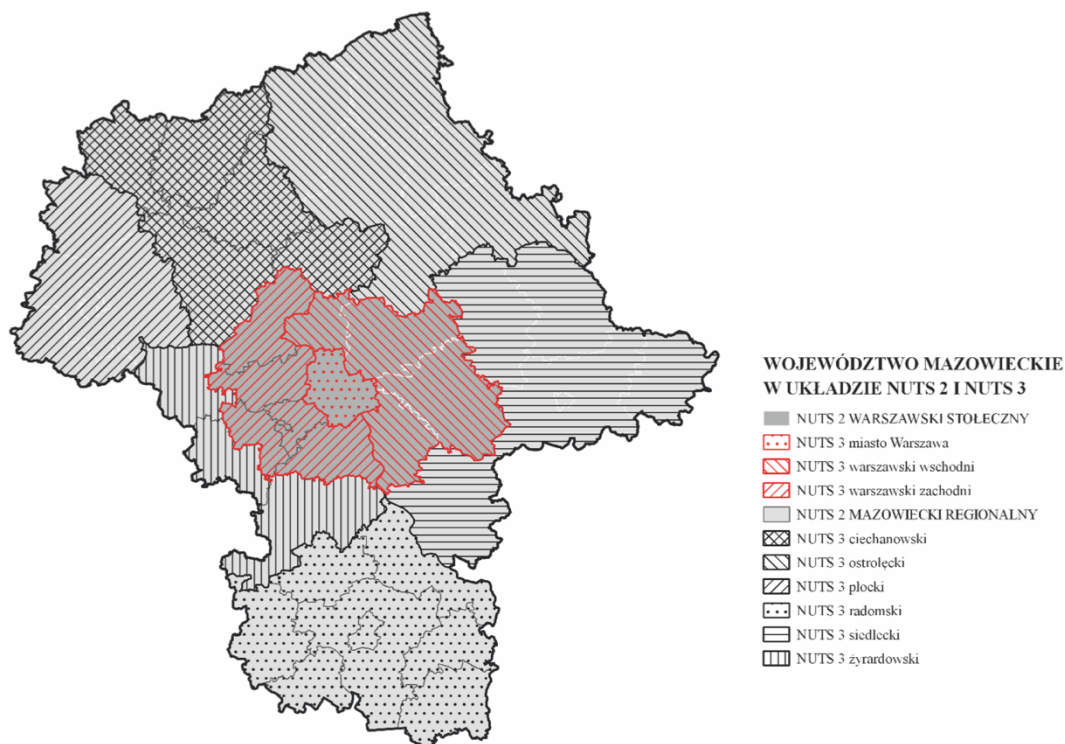 WOJEWÓDZTWO MAZOWIECKIE
W UKŁADZIE NUTS 2 I NUTS 3
NUTS 2 WARSZAWSKI STOŁECZNY
NUTS 3 miasto Warszawa
NUTS 3 warszawski wschodni
NUTS 3 warszawski zachodni
NUTS 2 MAZOWIECKI REGIONALNY
NUTS 3 ciechanowski
NUTS 3 ostrołęcki
NUTS 3 płocki
NUTS 3 radomski
NUTS 3 siedlecki
NUTS 3 żyrardowski